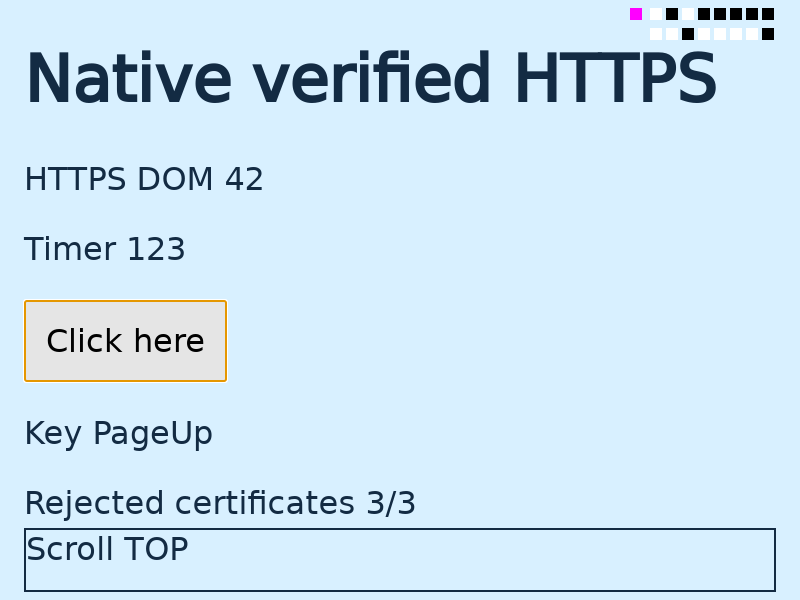 Native verified HTTPS
HTTPS DOM 42
Timer 123
Click here
Key PageUp
Rejected certificates 3/3
Scroll TOP